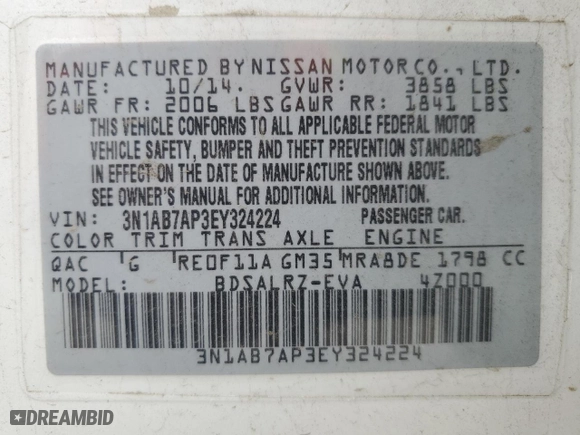 MANUFACTURED BY NISSAN MOTOR CO., LTD.
DATE: 10/14. GVWR: 3858 LBS
GAWR FR: 2006 LBS GAWR RR: 1841 LBS
THIS VEHICLE CONFORMS TO ALL APPLICABLE FEDERAL MOTOR
VEHICLE SAFETY, BUMPER AND THEFT PREVENTION STANDARDS
IN EFFECT ON THE DATE OF MANUFACTURE SHOWN ABOVE.
SEE OWNER'S MANUAL FOR ADDITIONAL INFORMATION.
VIN: 3N1AB7AP3EY324224 PASSENGER CAR.
COLOR TRIM TRANS AXLE ENGINE
QAC G RE0F11A GM35 MRA8DE 1798 CC
MODEL: BDSALRZ-EVA 4Z000
3N1AB7AP3EY324224
DREAMBID